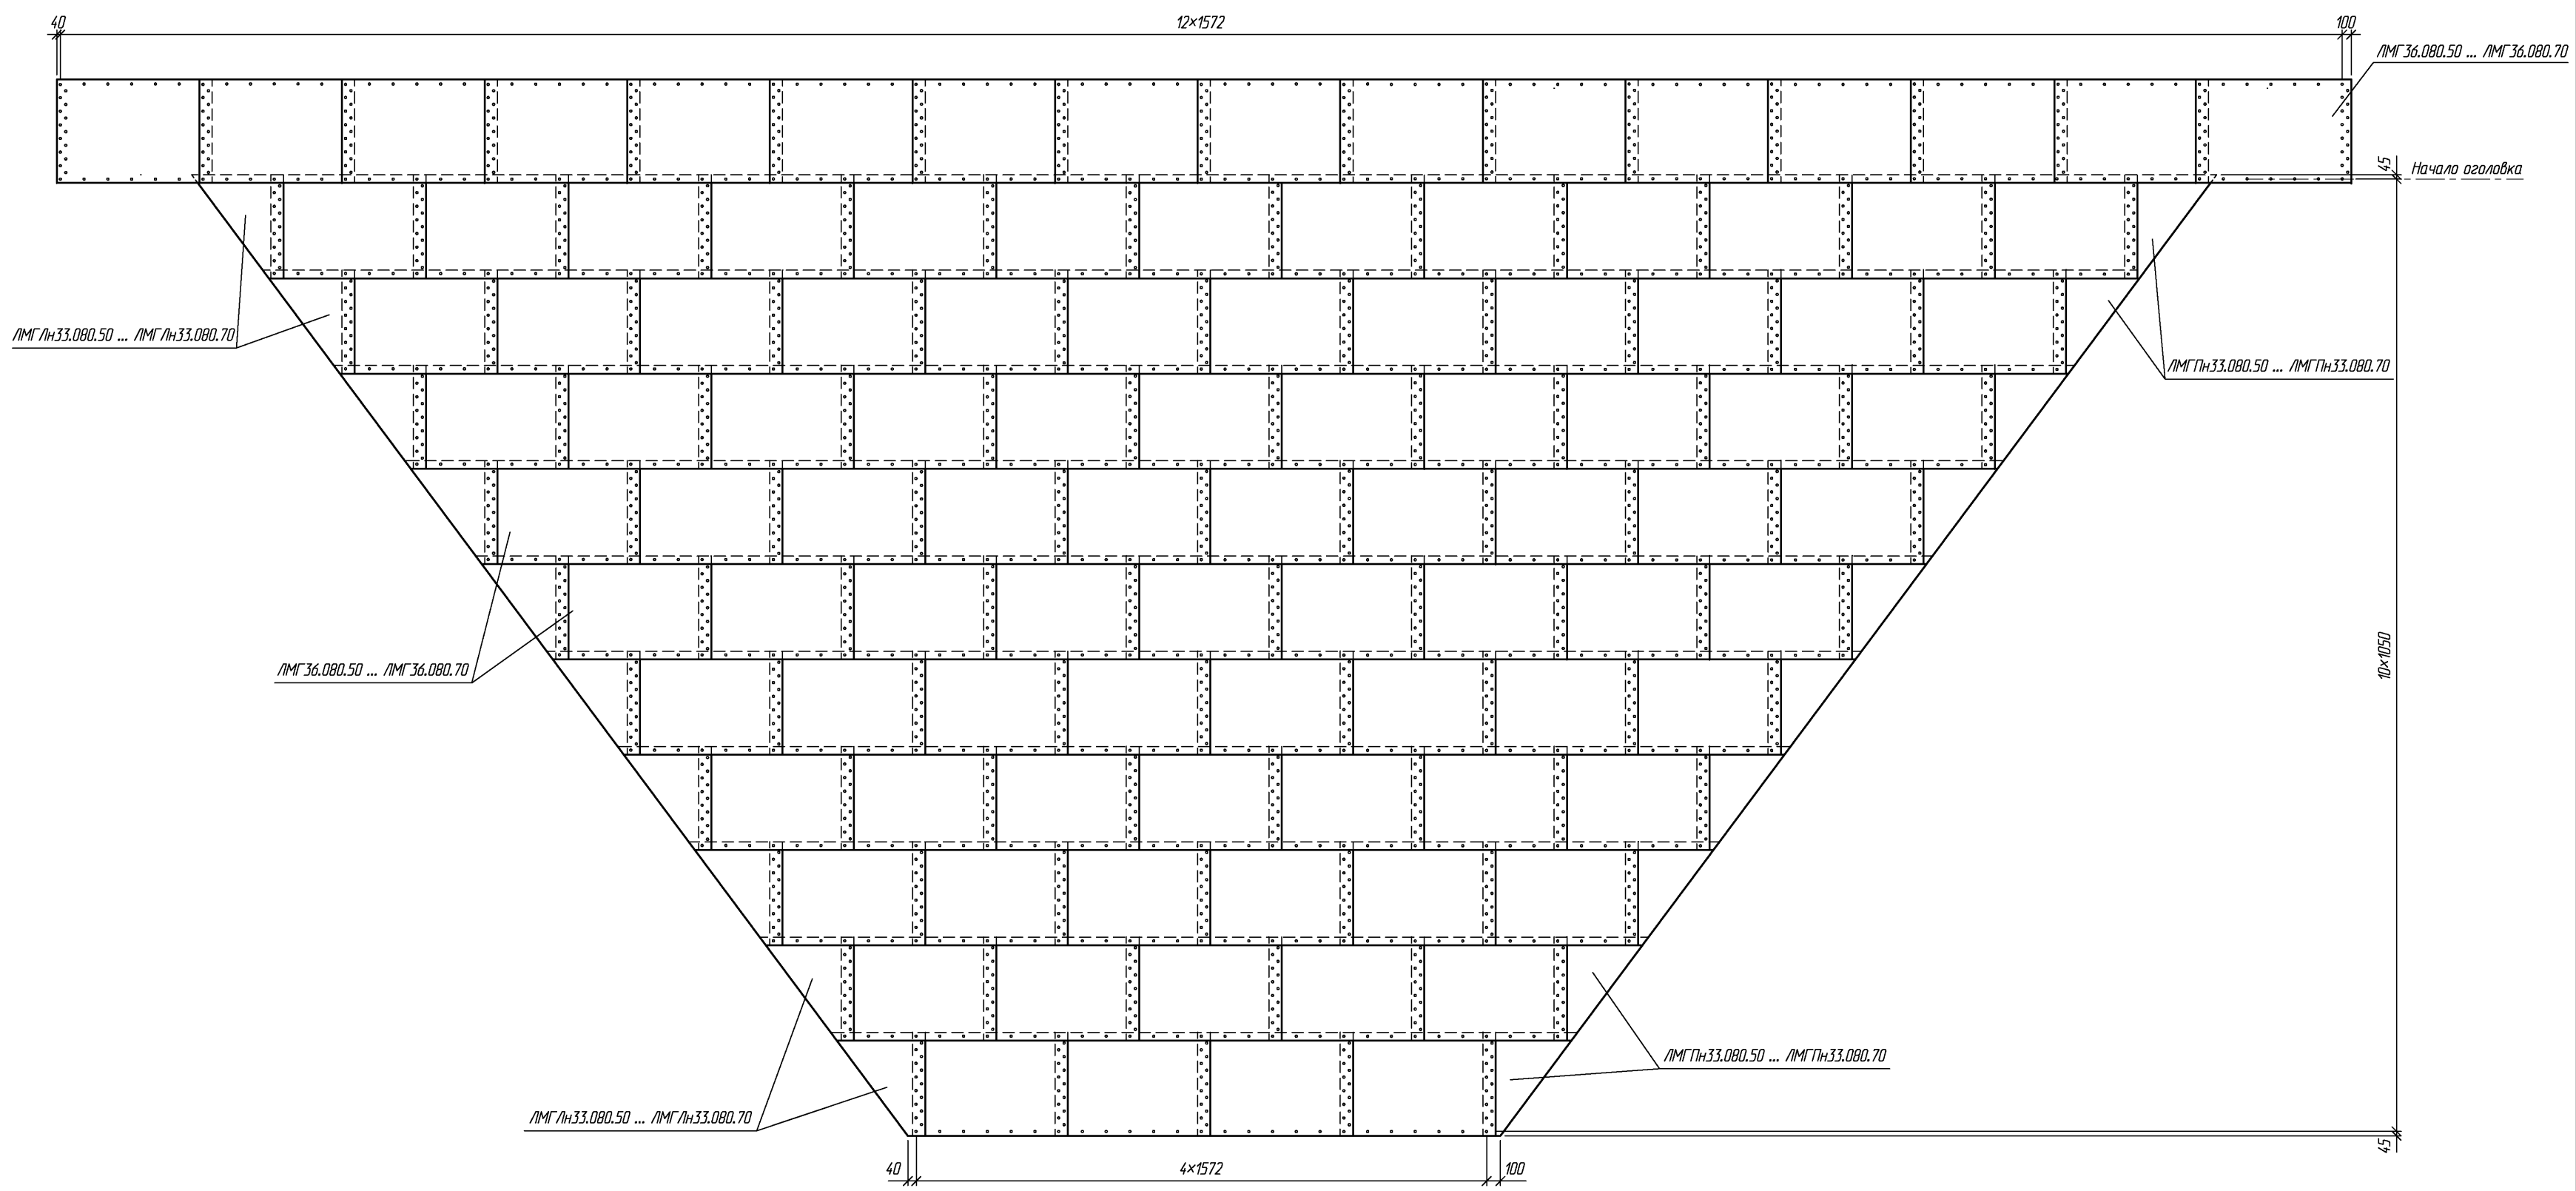 40
12×1572
100
ЛМГ36.080.50 ... ЛМГ36.080.70
45
Начало оголовка
ЛМГЛн33.080.50 ... ЛМГЛн33.080.70
ЛМГПн33.080.50 ... ЛМГПн33.080.70
10×1050
ЛМГ36.080.50 ... ЛМГ36.080.70
ЛМГПн33.080.50 ... ЛМГПн33.080.70
ЛМГЛн33.080.50 ... ЛМГЛн33.080.70
45
40
4×1572
100